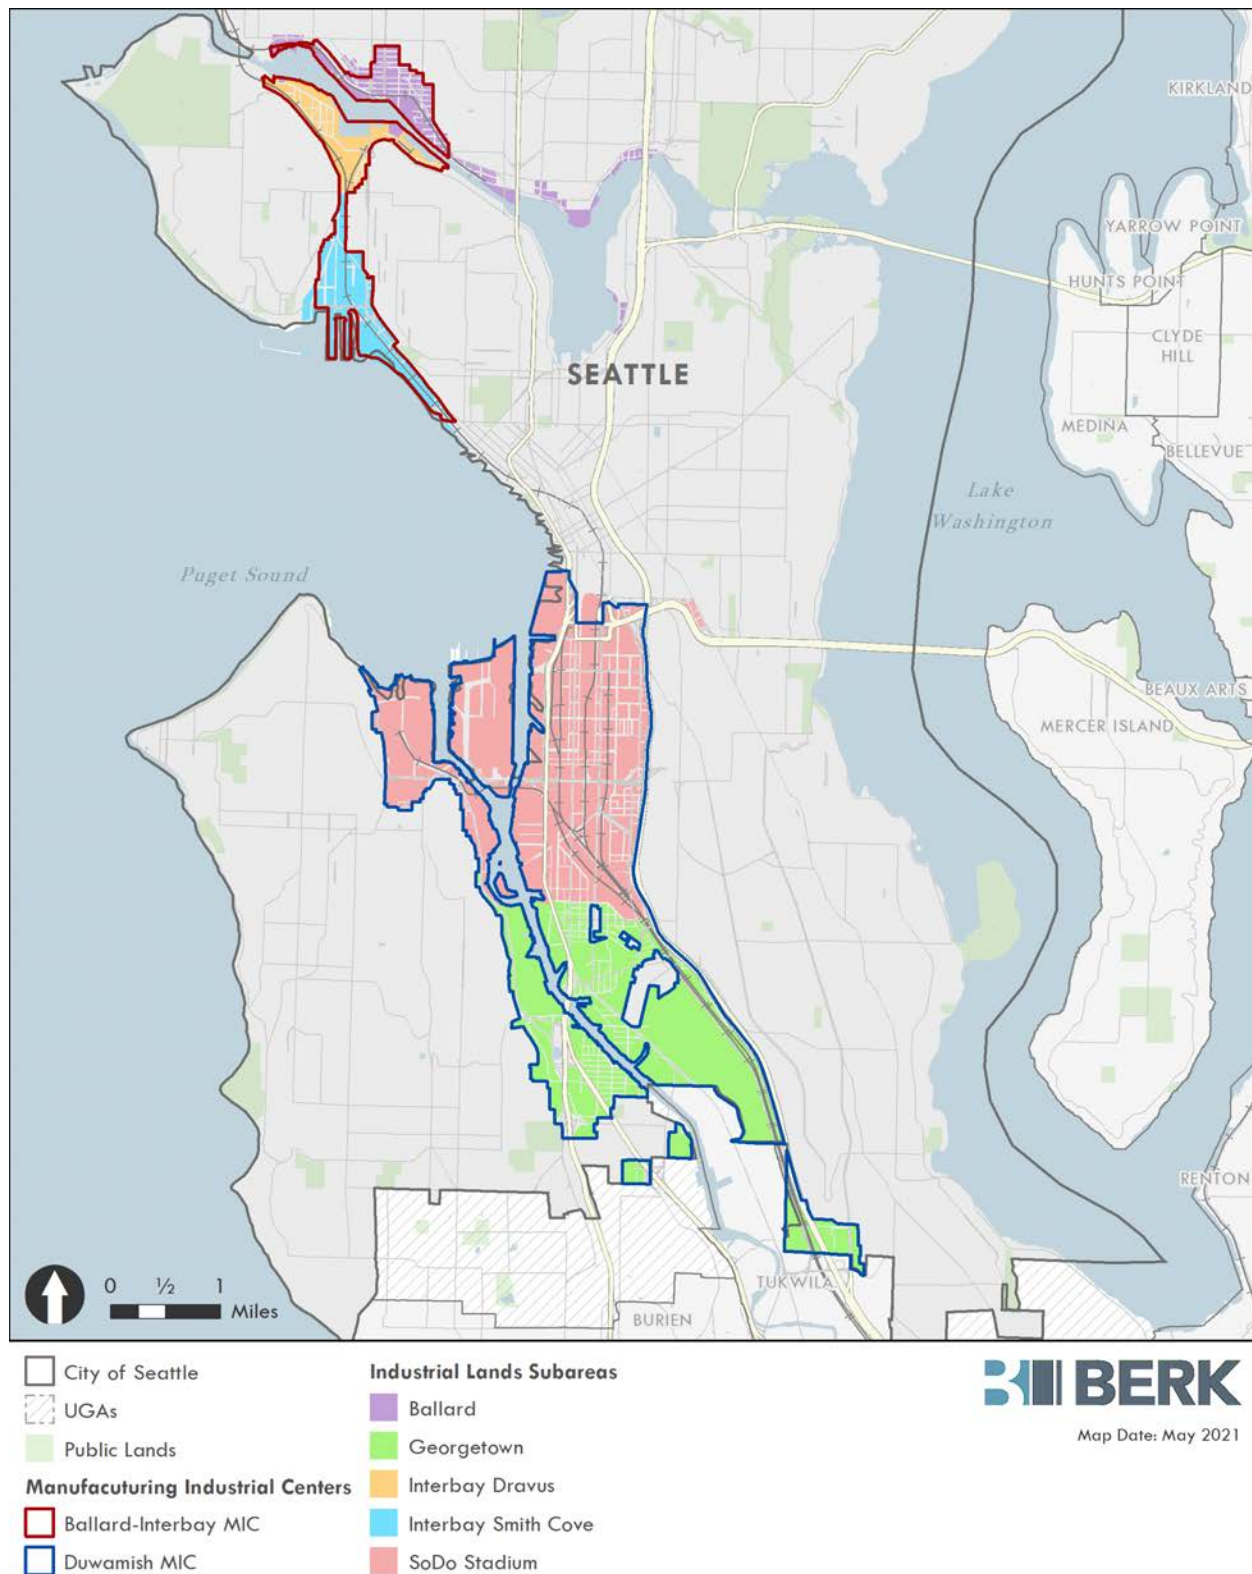 KIRKLAND
YARROW POINT
HUNTS POINT
CLYDE
HILL
SEATTLE
MEDINA
BELLEVUE
Lake
Washington
Puget Sound
BEAUX ARTS
MERCER ISLAND
RENTON
TUKWILA
BURIEN
0 ½ 1
Miles
City of Seattle
UGAs
Public Lands
Manufacuturing Industrial Centers
Ballard-Interbay MIC
Duwamish MIC
Industrial Lands Subareas
Ballard
Georgetown
Interbay Dravus
Interbay Smith Cove
SoDo Stadium
BERK
Map Date: May 2021